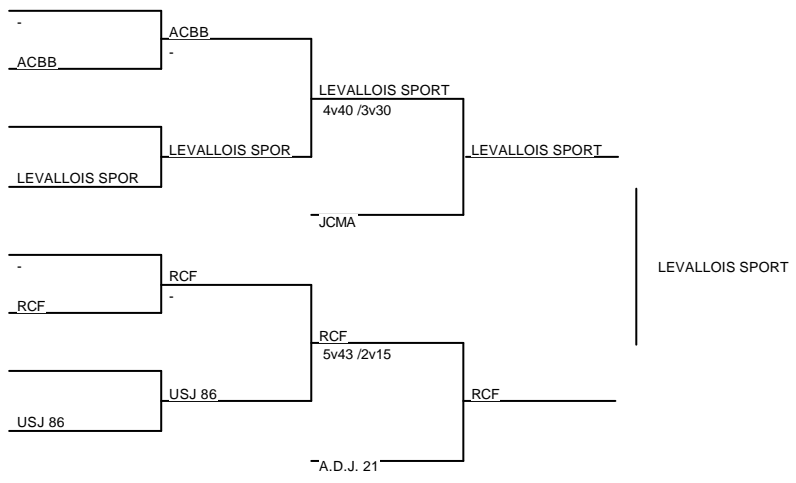 -
ACBB
ACBB
-
LEVALLOIS SPORT
4v40 /3v30
LEVALLOIS SPOR
LEVALLOIS SPORT
LEVALLOIS SPOR
JCMA
-
RCF
RCF
-
LEVALLOIS SPORT
RCF
5v43 /2v15
USJ 86
RCF
USJ 86
A.D.J. 21